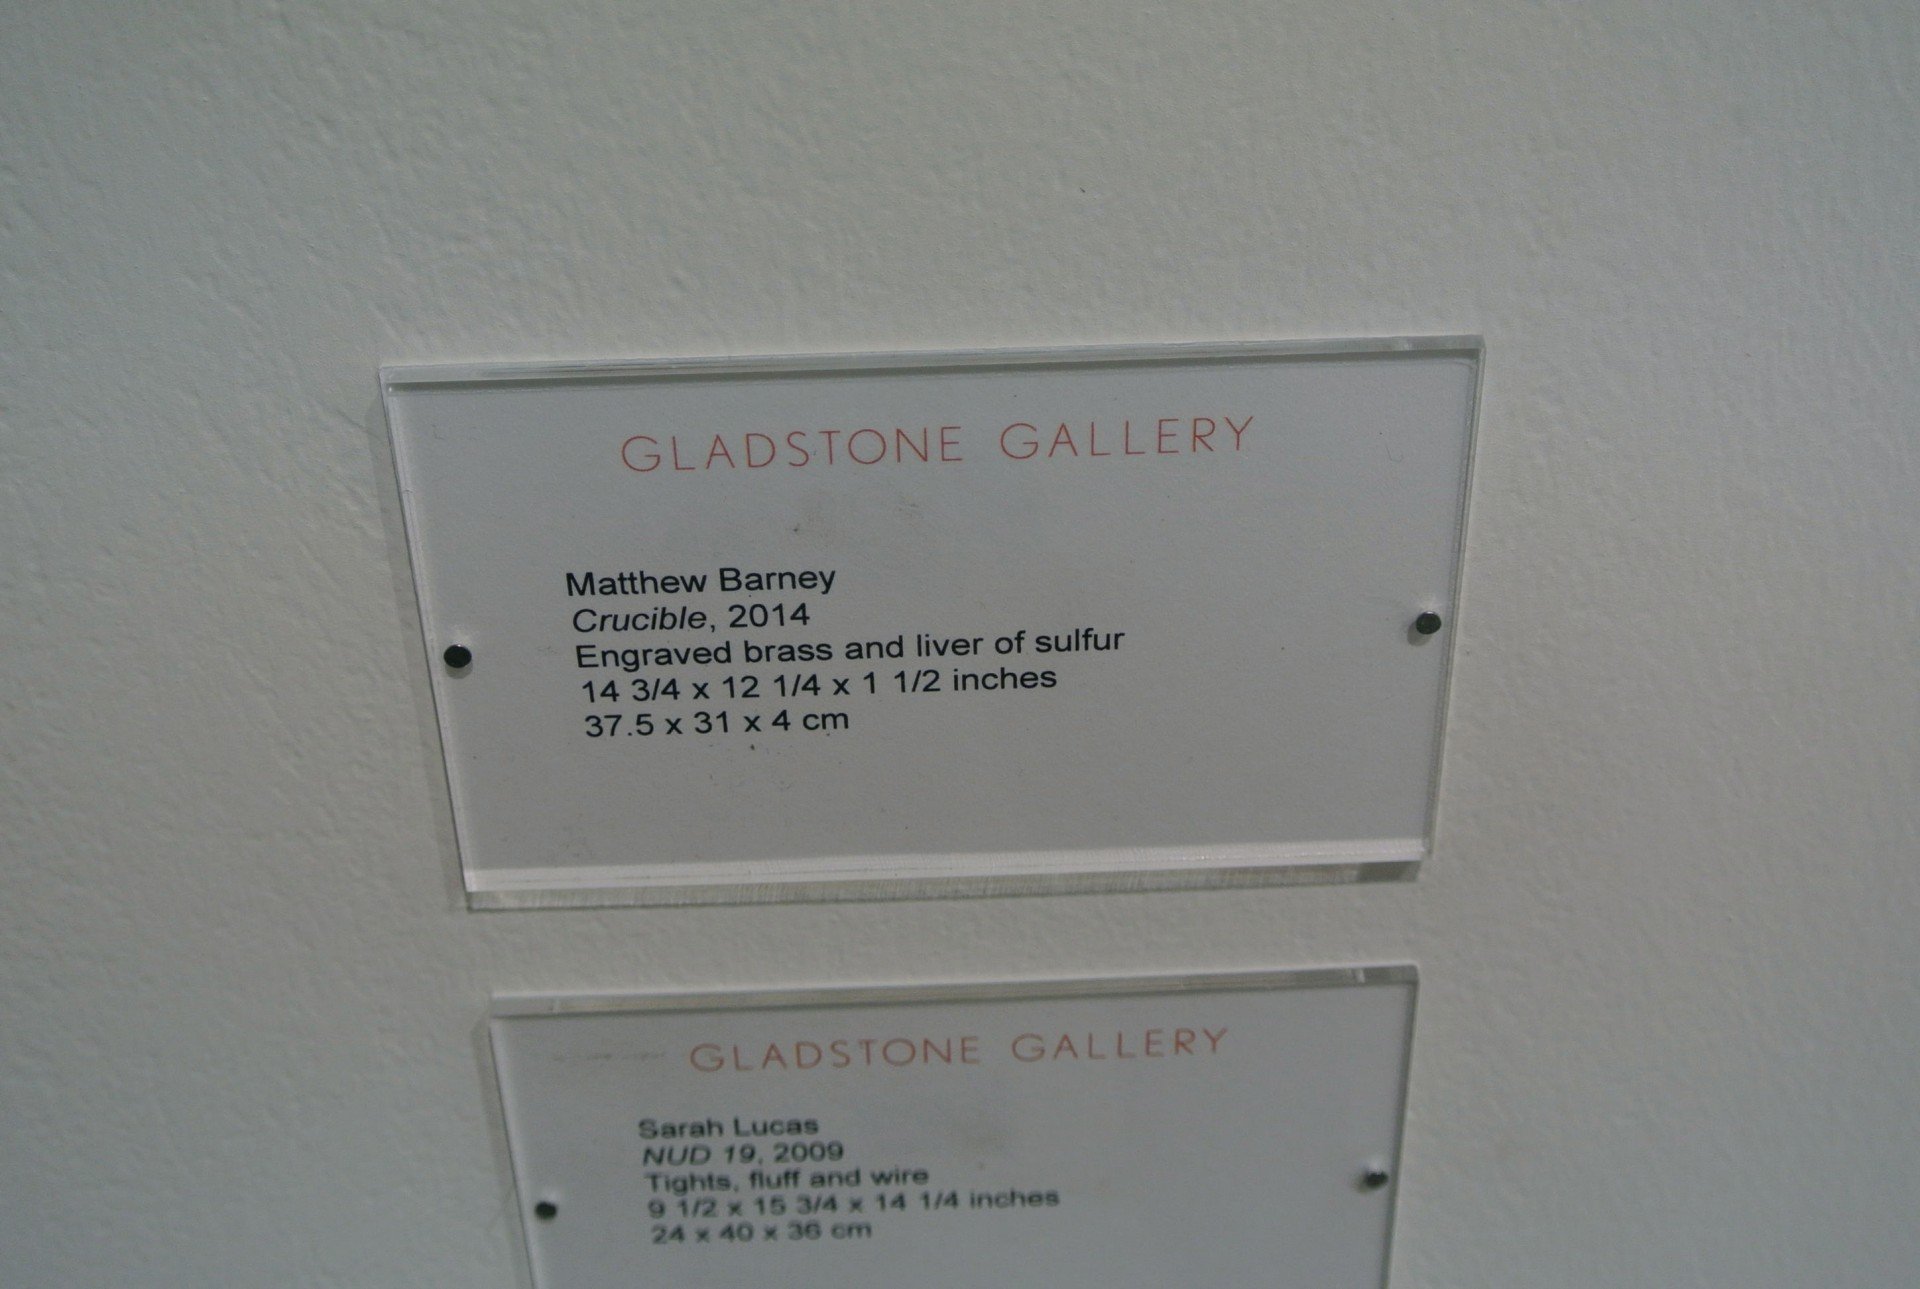 GLADSTONE GALLERY
Matthew Barney
Crucible, 2014
Engraved brass and liver of sulfur
14 3/4 x 12 1/4 x 1 1/2 inches
37.5 x 31 x 4 cm
GLADSTONE GALLERY
Sarah Lucas
NUD 19, 2009
Tights, fluff and wire
9 1/2 x 15 3/4 x 14 1/4 inches
24 x 40 x 36 cm